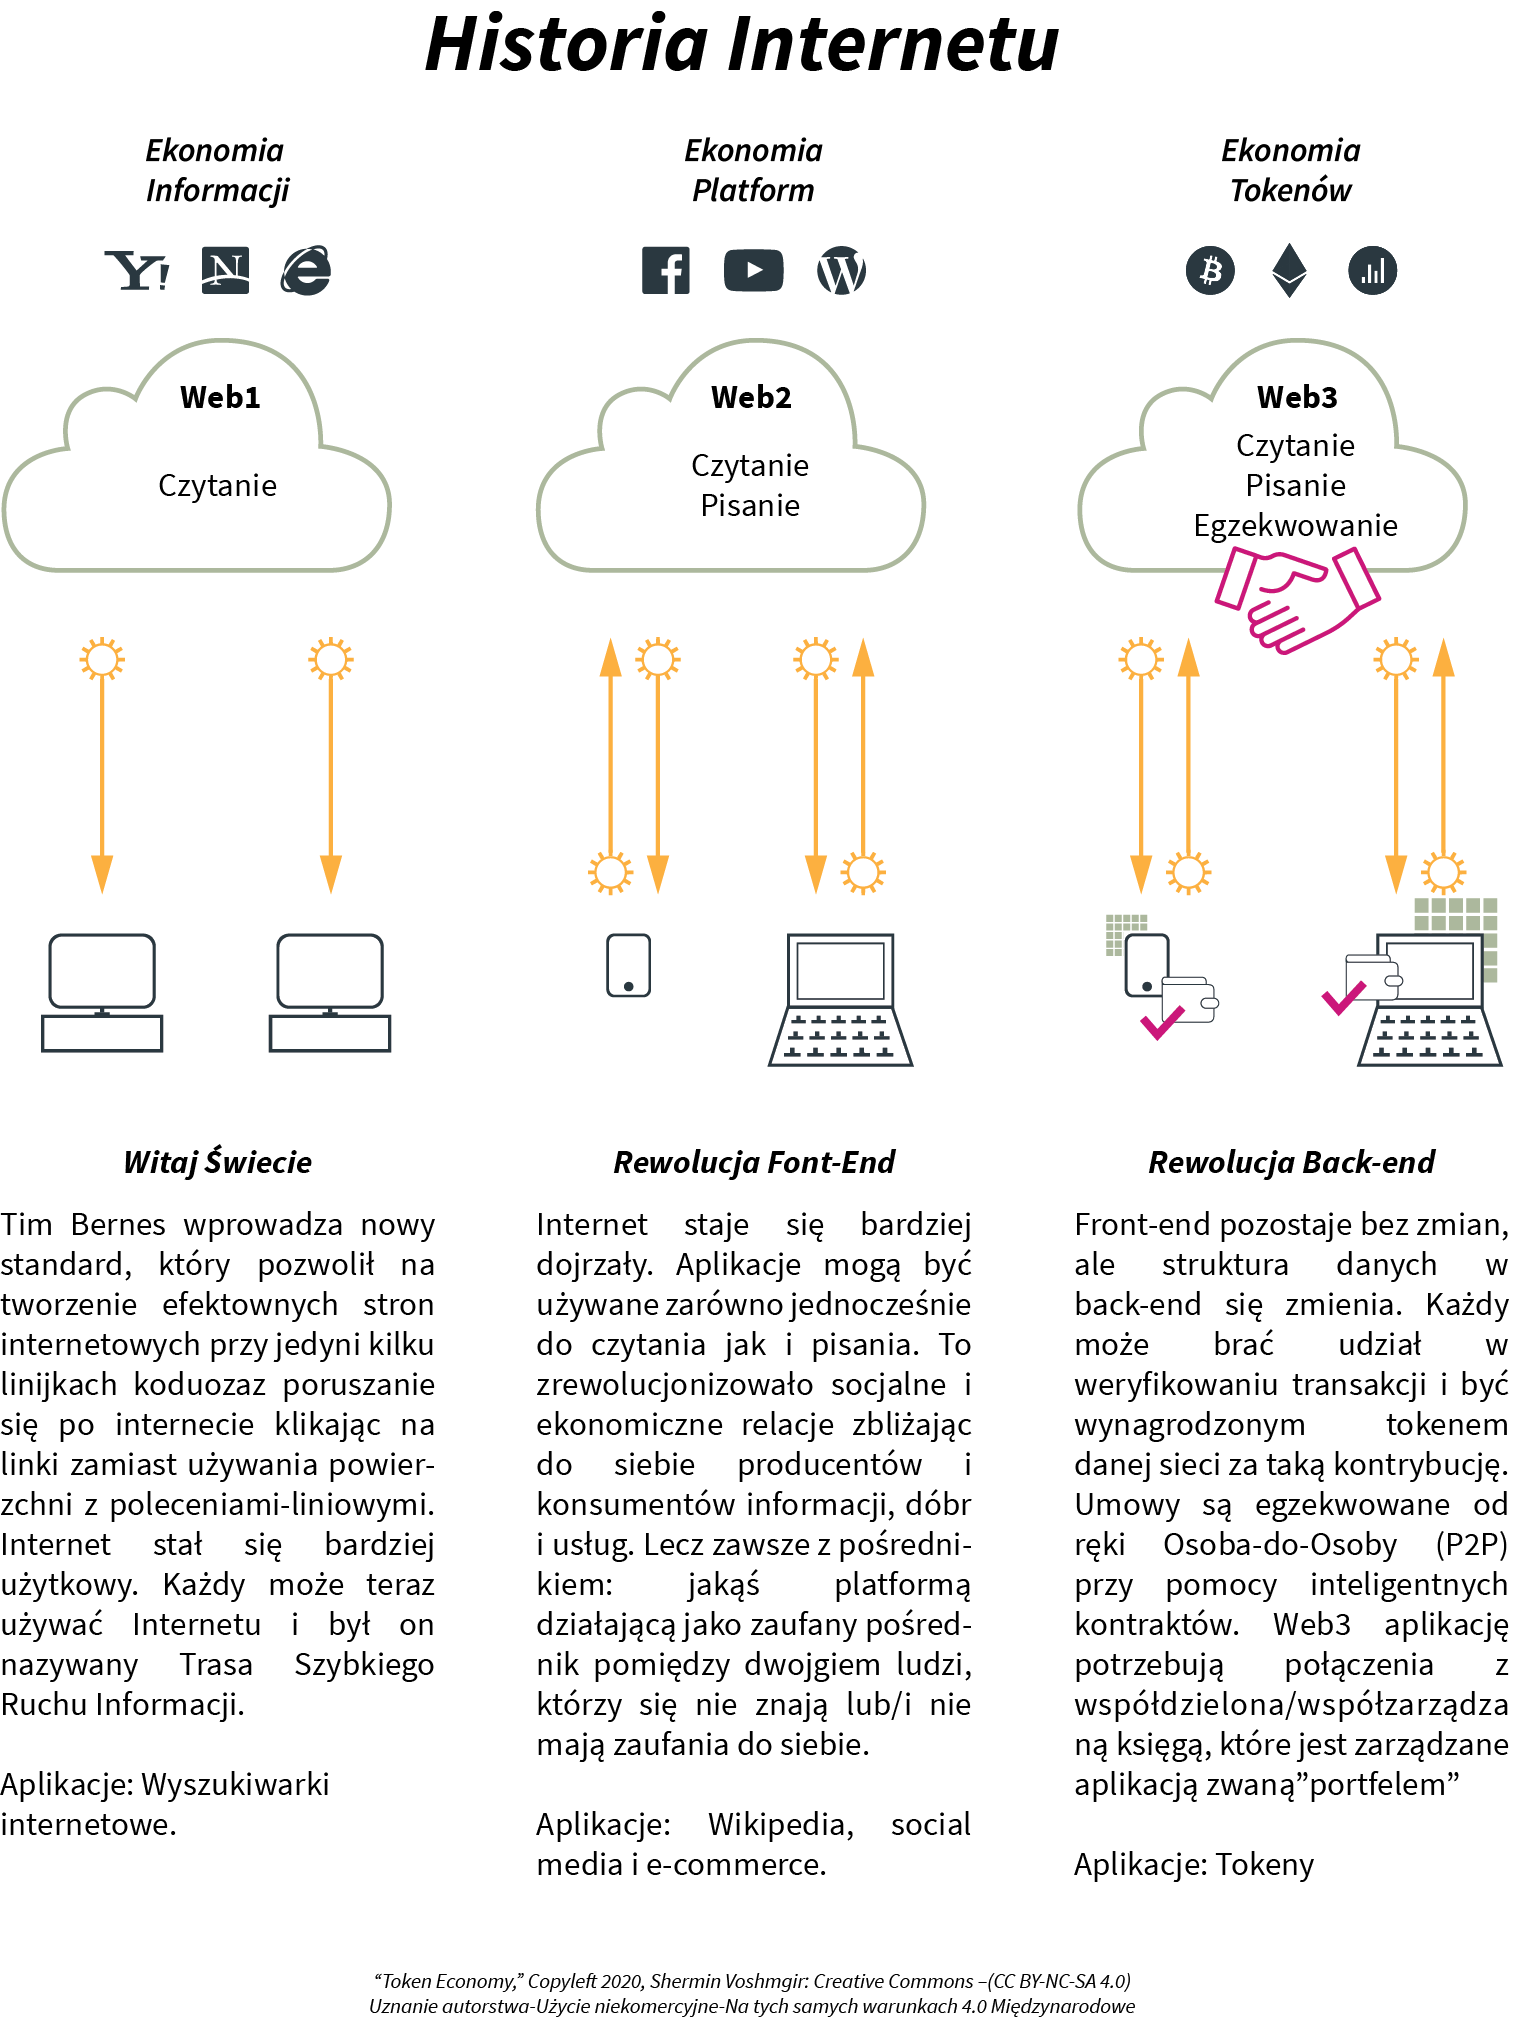 Historia Internetu
Ekonomia
Informacji
Y!
N
e
Web1
Czytanie
Witaj Świecie
Tim Bernes wprowadza nowy
standard, który pozwolił na
tworzenie efektownych stron
internetowych przy jedyni kilku
linijkach koduozaz poruszanie
się po internecie klikając na
linki zamiast używania powier-
zchni z poleceniami-liniowymi.
Internet stał się bardziej
użytkowy. Każdy może teraz
używać Internetu i był on
nazywany Trasa Szybkiego
Ruchu Informacji.
Aplikacje: Wyszukiwarki
internetowe.
Ekonomia
Platform
Web2
Czytanie
Pisanie
Rewolucja Font-End
Internet staje się bardziej
dojrzały. Aplikacje mogą być
używane zarówno jednocześnie
do czytania jak i pisania. To
zrewolucjonizowało socjalne i
ekonomiczne relacje zbliżając
do siebie producentów i
konsumentów informacji, dóbr
i usług. Lecz zawsze z pośredni-
kiem: jakąś platformą
działającą jako zaufany pośred-
nik pomiędzy dwojgiem ludzi,
którzy się nie znają lub/i nie
mają zaufania do siebie.
Aplikacje: Wikipedia, social
media i e-commerce.
Ekonomia
Tokenów
Web3
Czytanie
Pisanie
Egzekwowanie
Rewolucja Back-end
Front-end pozostaje bez zmian,
ale struktura danych w
back-end się zmienia. Każdy
może brać udział w
weryfikowaniu transakcji i być
wynagrodzonym tokenem
danej sieci za taką kontrybucję.
Umowy są egzekwowane od
ręki Osoba-do-Osoby (P2P)
przy pomocy inteligentnych
kontraktów. Web3 aplikację
potrzebują połączenia z
współdzielona/współzarządza
ną księgą, które jest zarządzane
aplikacją zwaną”portfelem”
Aplikacje: Tokeny
“Token Economy,” Copyleft 2020, Shermin Voshmgir: Creative Commons –(CC BY-NC-SA 4.0)
Uznanie autorstwa-Użycie niekomercyjne-Na tych samych warunkach 4.0 Międzynarodowe